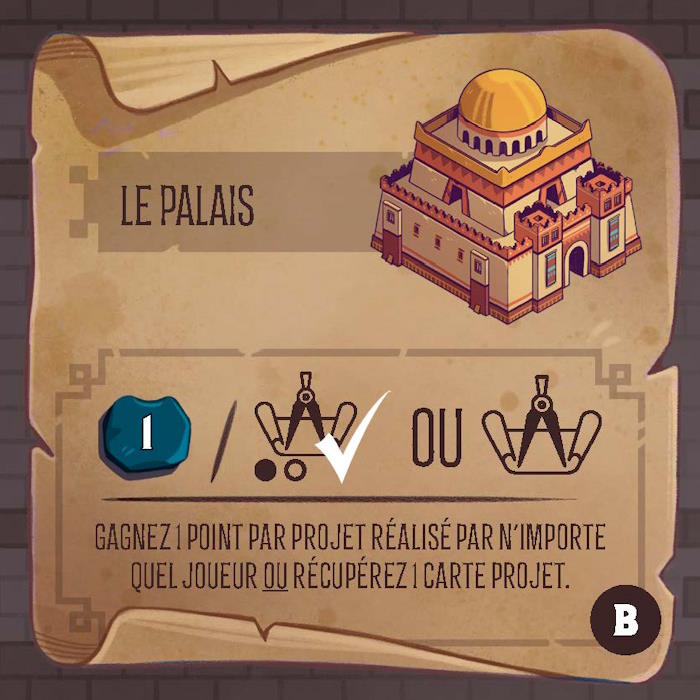 LE PALAIS
1
OU
GAGNEZ 1 POINT PAR PROJET RÉALISÉ PAR N'IMPORTE
QUEL JOUEUR OU RÉCUPÉREZ 1 CARTE PROJET.
B